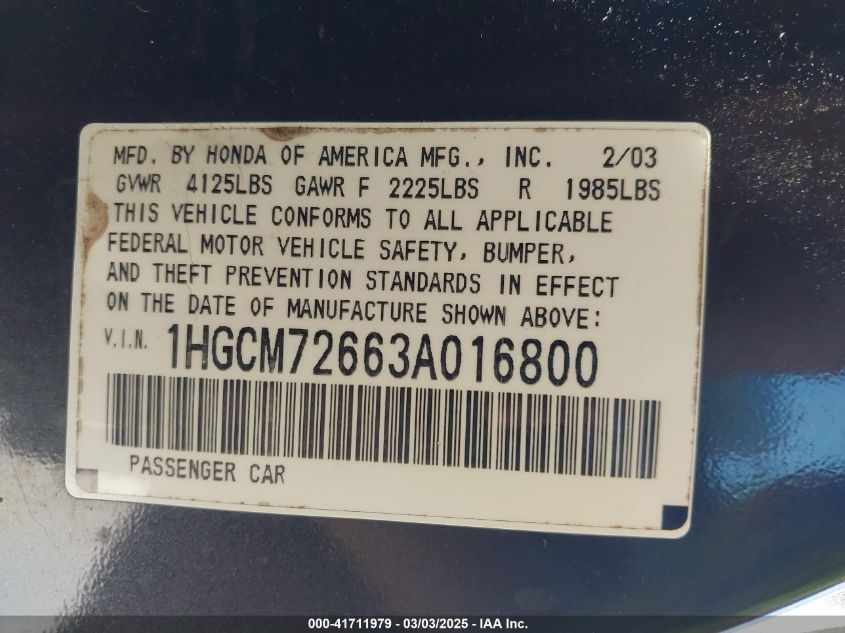 MFD. BY HONDA OF AMERICA MFG., INC. 2/03
GVWR 4125LBS GAWR F 2225LBS R 1985LBS
THIS VEHICLE CONFORMS TO ALL APPLICABLE
FEDERAL MOTOR VEHICLE SAFETY, BUMPER,
AND THEFT PREVENTION STANDARDS IN EFFECT
ON THE DATE OF MANUFACTURE SHOWN ABOVE:
V.I.N. 1HGCM72663A016800
PASSENGER CAR
000-41711979 - 03/03/2025 - IAA Inc.